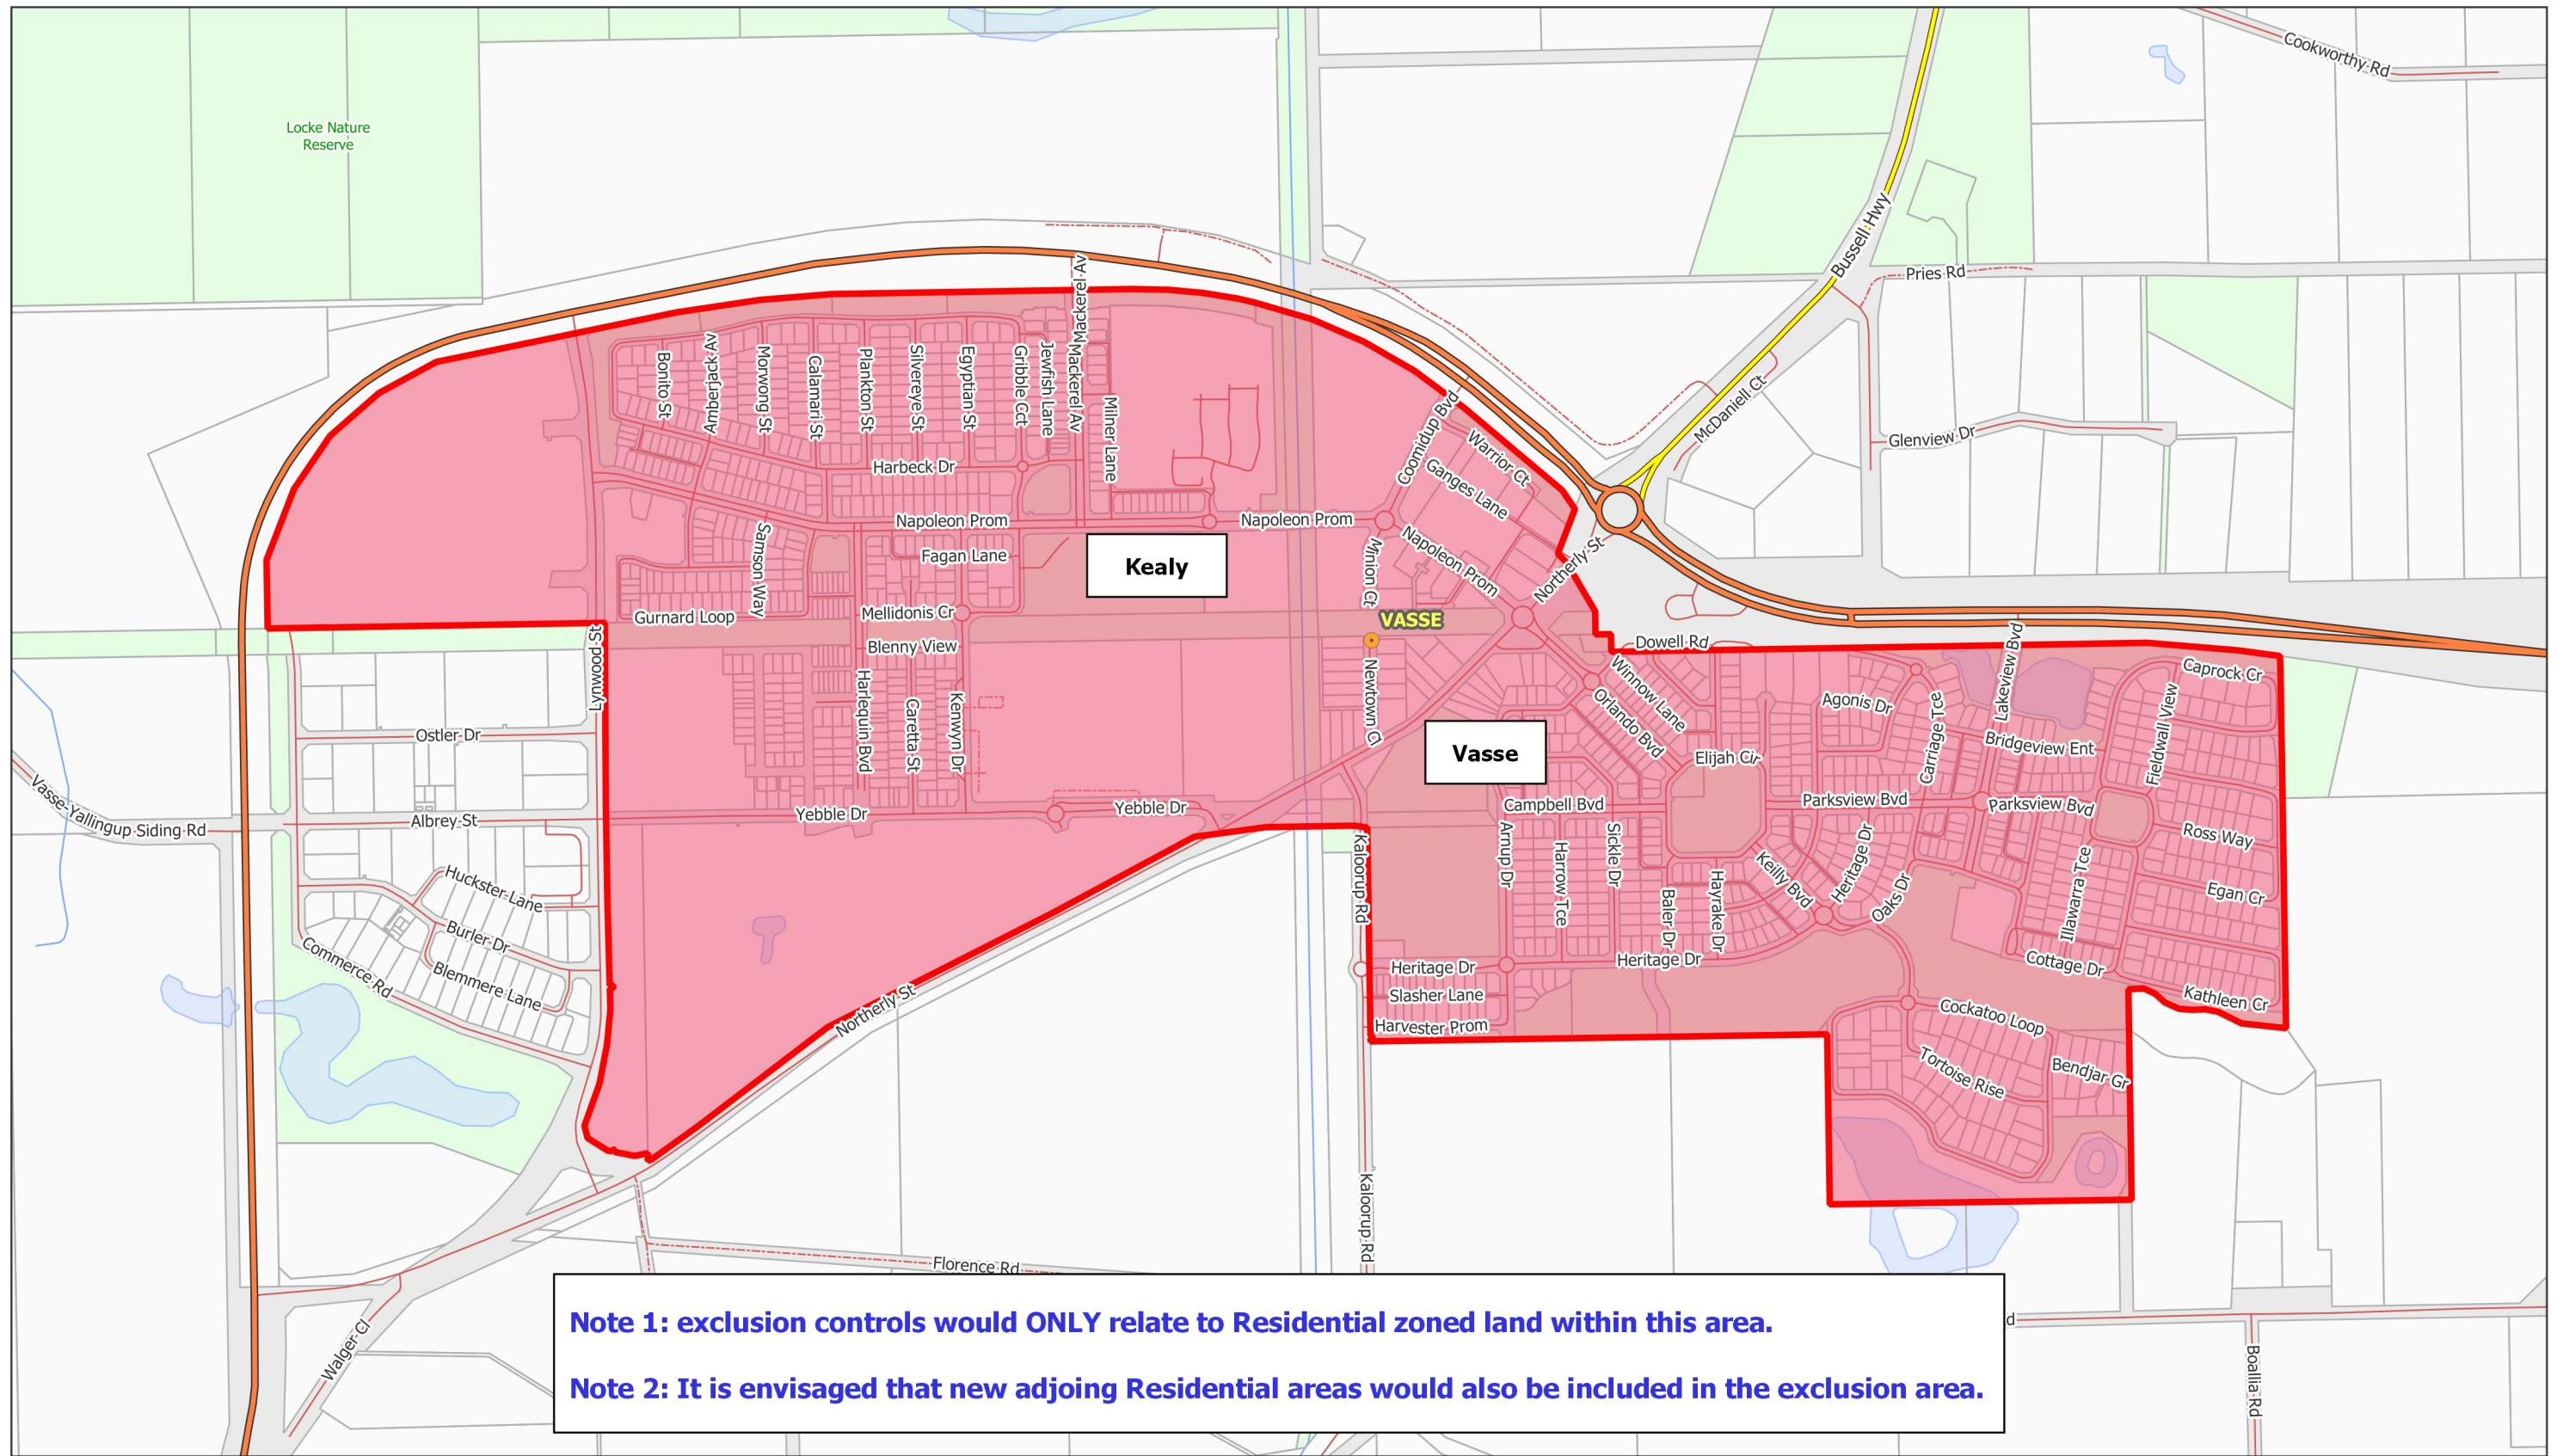 Cookworthy Rd
Locke Nature
Reserve
Bussell Hwy
Pries Rd
Mackerel Av
Bonito St
Amberjack Av
Morwong St
Calamari St
Plankton St
Silvereye St
Egyptian St
Gribble Cct
Jewfish Lane
Mackerel Av
Milner Lane
Coomidup Bvd
Warrior Ct
Ganges Lane
McDaniell Ct
Glenview Dr
Harbeck Dr
Napoleon Prom
Napoleon Prom
Napoleon Prom
Samson Way
Fagan Lane
Kealy
Minion Ct
Northerly St
Gurnard Loop
Mellidonis Cr
VASSE
Lynwood St
Blenny View
Dowell Rd
Lakeview Bvd
Harlequin Bvd
Caretta St
Kenwyn Dr
Newtown Cl
Winnow Lane
Orlando Bvd
Agonis Dr
Carriage Tce
Caprock Cr
Fieldwall View
Bridgeview Ent
Ostler Dr
Vasse
Elijah Cir
Vasse-Yallingup Siding Rd
Albrey St
Yebble Dr
Yebble Dr
Campbell Bvd
Parksview Bvd
Parksview Bvd
Ross Way
Kaloorup Rd
Arnup Dr
Harrow Tce
Sickle Dr
Baler Dr
Hayrake Dr
Keilly Bvd
Heritage Dr
Oaks Dr
Illawarra Tce
Egan Cr
Huckster Lane
Burler Dr
Blemmere Lane
Commerce Rd
Heritage Dr
Heritage Dr
Slasher Lane
Harvester Prom
Cottage Dr
Kathleen Cr
Northerly St
Cockatoo Loop
Tortoise Rise
Bendjar Gr
Kaloorup Rd
Florence Rd
Walger Cl
Note 1: exclusion controls would ONLY relate to Residential zoned land within this area.
d
Note 2: It is envisaged that new adjoing Residential areas would also be included in the exclusion area.
Boallia Rd